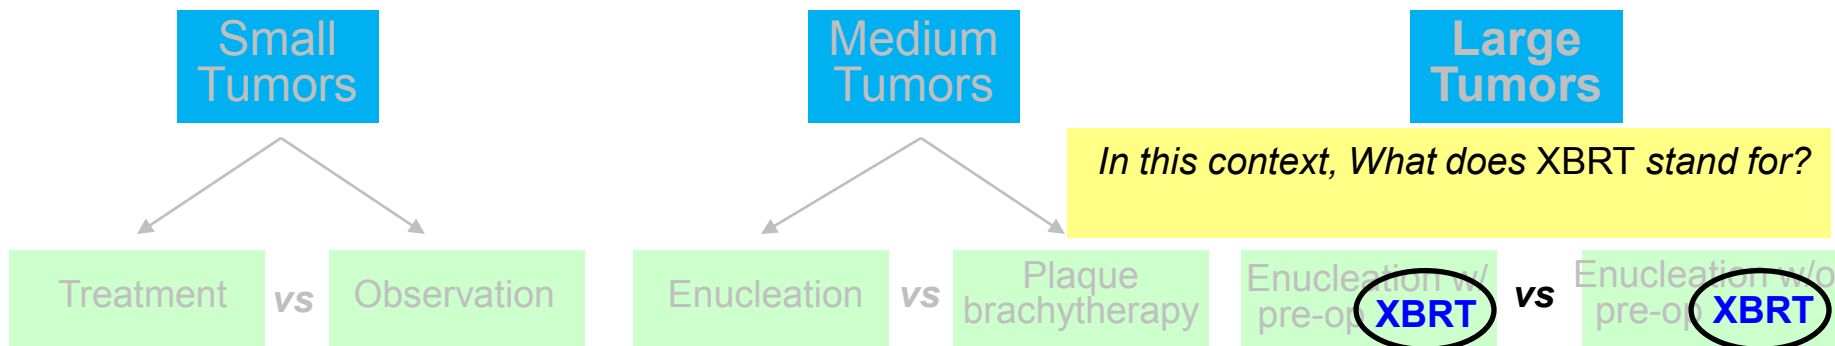 Small
Tumors
Medium
Tumors
Large
Tumors
In this context, What does XBRT stand for?
Treatment
vs
Observation
Enucleation
vs
Plaque
brachytherapy
Enucleation w/
pre-op XBRT
vs
Enucleation w/o
pre-op XBRT